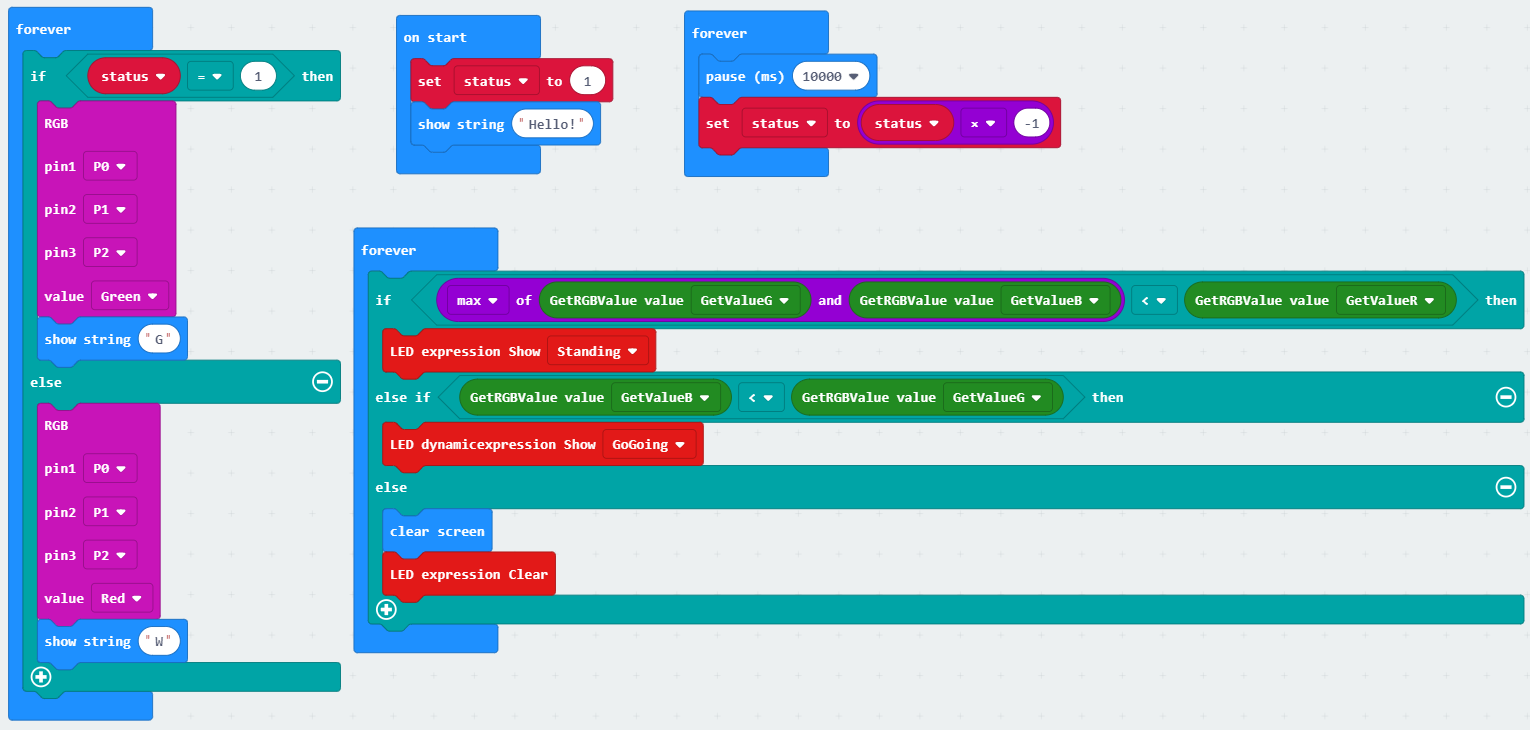 forever
if status = 1 then
RGB
pin1 P0
pin2 P1
pin3 P2
value Green
show string "G"
else
RGB
pin1 P0
pin2 P1
pin3 P2
value Red
show string "W"
on start
set status to 1
show string "Hello!"
forever
pause (ms) 10000
set status to status × -1
forever
if max of GetRGBValue value GetValueG and GetRGBValue value GetValueB < GetRGBValue value GetValueR then
LED expression Show Standing
else if GetRGBValue value GetValueB < GetRGBValue value GetValueG then
LED dynamicexpression Show GoGoing
else
clear screen
LED expression Clear